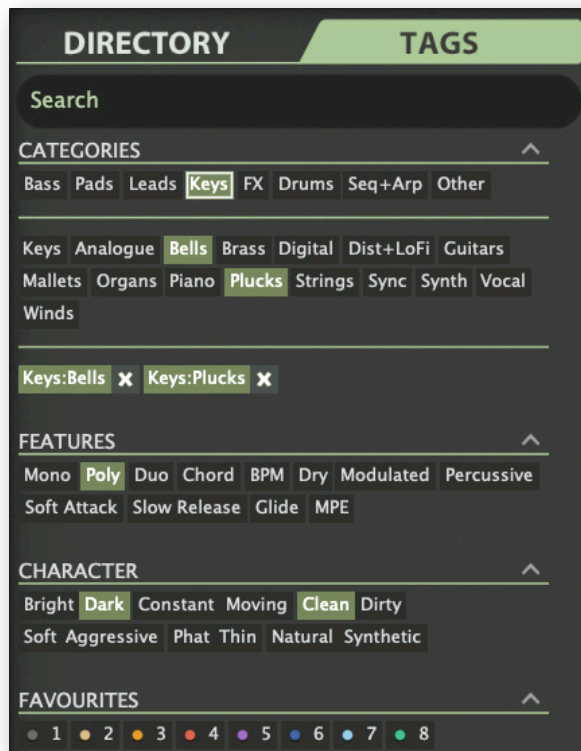 DIRECTORY TAGS
Search
CATEGORIES
Bass Pads Leads Keys FX Drums Seq+Arp Other
Keys Analogue Bells Brass Digital Dist+LoFi Guitars
Mallets Organs Piano Plucks Strings Sync Synth Vocal
Winds
Keys:Bells x Keys:Plucks x
FEATURES
Mono Poly Duo Chord BPM Dry Modulated Percussive
Soft Attack Slow Release Glide MPE
CHARACTER
Bright Dark Constant Moving Clean Dirty
Soft Aggressive Phat Thin Natural Synthetic
FAVOURITES
1 2 3 4 5 6 7 8